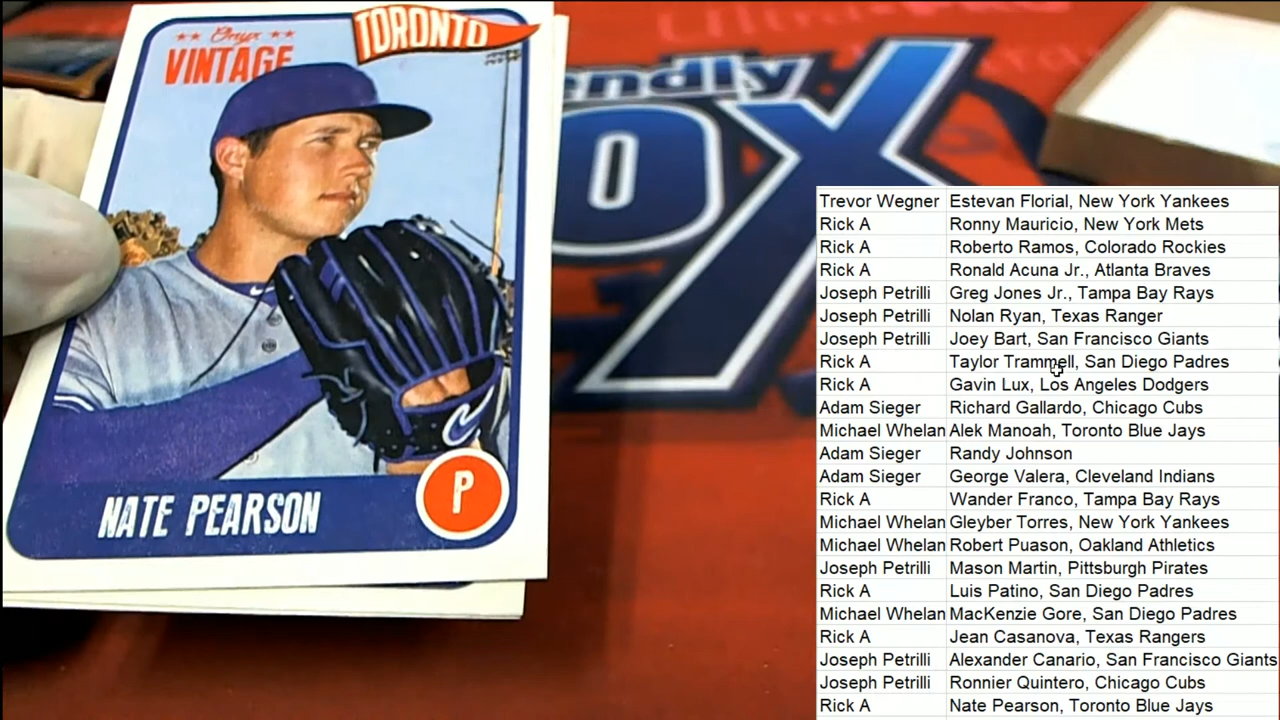 TORONTO
Onyx
VINTAGE
NATE PEARSON
P
endly
OX
Trevor Wegner Estevan Florial, New York Yankees
Rick A Ronny Mauricio, New York Mets
Rick A Roberto Ramos, Colorado Rockies
Rick A Ronald Acuna Jr., Atlanta Braves
Joseph Petrilli Greg Jones Jr., Tampa Bay Rays
Joseph Petrilli Nolan Ryan, Texas Ranger
Joseph Petrilli Joey Bart, San Francisco Giants
Rick A Taylor Trammell, San Diego Padres
Rick A Gavin Lux, Los Angeles Dodgers
Adam Sieger Richard Gallardo, Chicago Cubs
Michael Whelan Alek Manoah, Toronto Blue Jays
Adam Sieger Randy Johnson
Adam Sieger George Valera, Cleveland Indians
Rick A Wander Franco, Tampa Bay Rays
Michael Whelan Gleyber Torres, New York Yankees
Michael Whelan Robert Puason, Oakland Athletics
Joseph Petrilli Mason Martin, Pittsburgh Pirates
Rick A Luis Patino, San Diego Padres
Michael Whelan MacKenzie Gore, San Diego Padres
Rick A Jean Casanova, Texas Rangers
Joseph Petrilli Alexander Canario, San Francisco Giants
Joseph Petrilli Ronnier Quintero, Chicago Cubs
Rick A Nate Pearson, Toronto Blue Jays